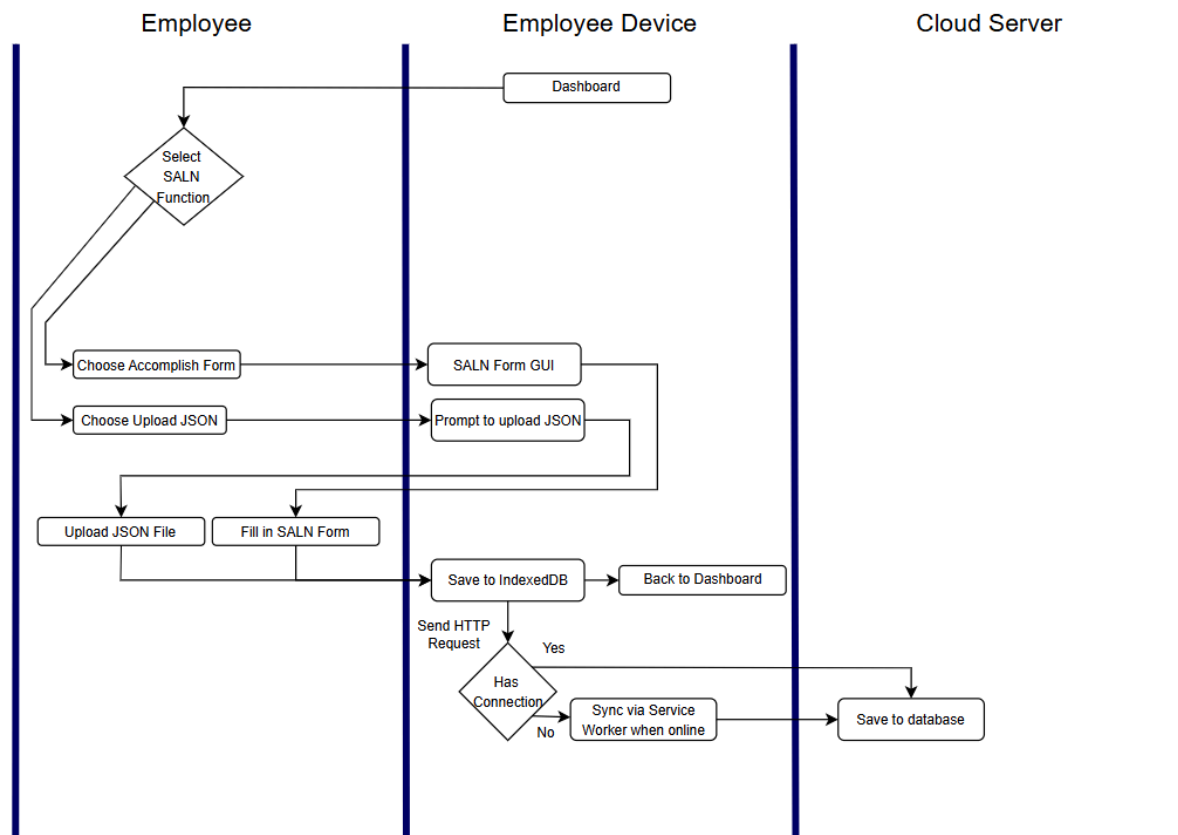 Employee
Employee Device
Cloud Server
Dashboard
Select
SALN
Function
Choose Accomplish Form
SALN Form GUI
Choose Upload JSON
Prompt to upload JSON
Upload JSON File
Fill in SALN Form
Save to IndexedDB
Back to Dashboard
Send HTTP
Request
Yes
Has
Connection
No
Sync via Service
Worker when online
Save to database